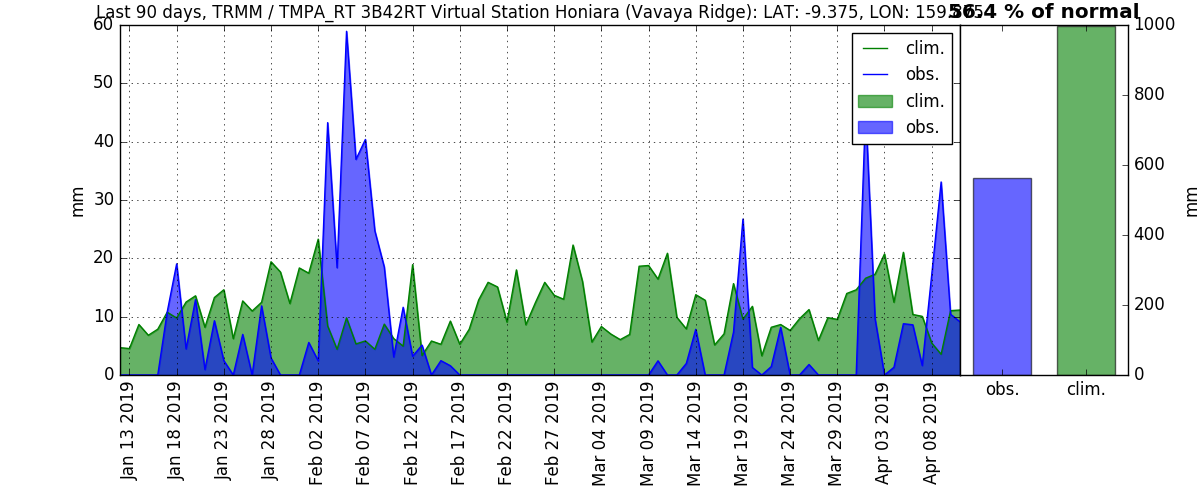 Last 90 days, TRMM / TMPA_RT 3B42RT Virtual Station Honiara (Vavaya Ridge): LAT: -9.375, LON:
56.4 % of normal
60
50
40
30
20
10
0
mm
clim.
obs.
clim.
obs.
1000
800
600
400
200
0
mm
obs.
clim.
Jan 13 2019
Jan 18 2019
Jan 23 2019
Jan 28 2019
Feb 02 2019
Feb 07 2019
Feb 12 2019
Feb 17 2019
Feb 22 2019
Feb 27 2019
Mar 04 2019
Mar 09 2019
Mar 14 2019
Mar 19 2019
Mar 24 2019
Mar 29 2019
Apr 03 2019
Apr 08 2019